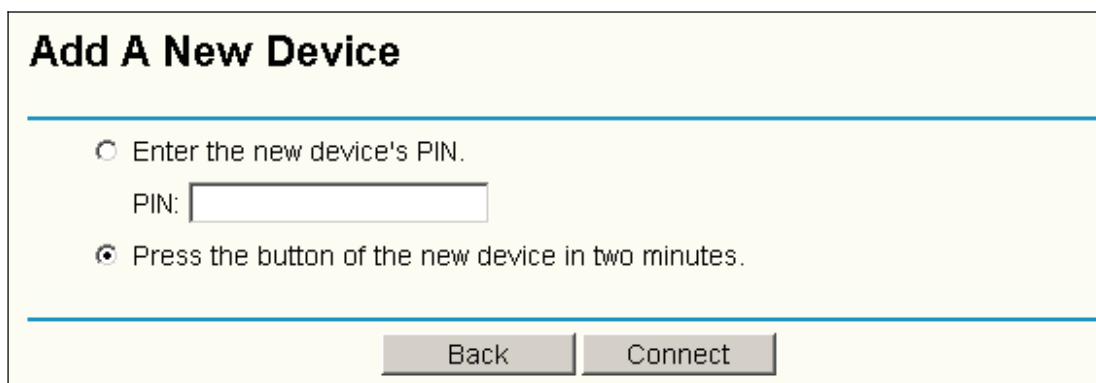 Add A New Device
Enter the new device's PIN.
PIN:
Press the button of the new device in two minutes.
Back Connect